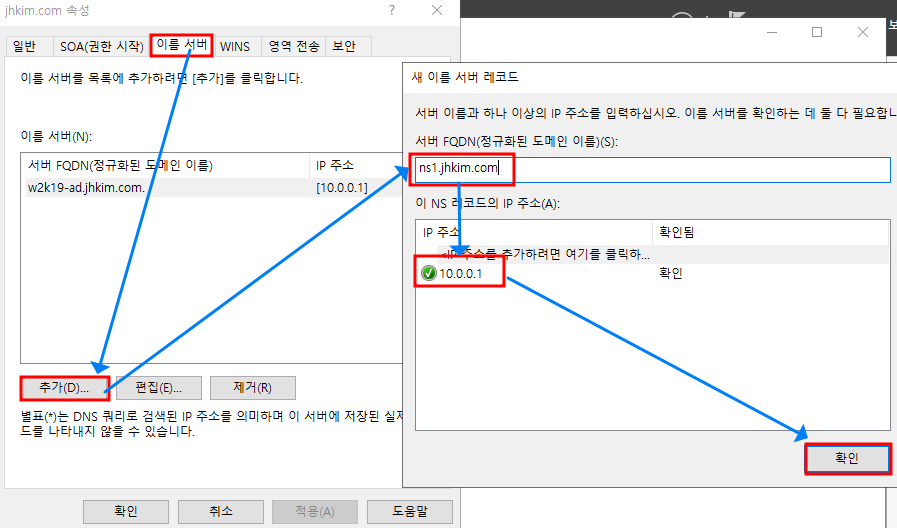 jhkim.com 속성
?
일반 SOA(권한 시작) 이름 서버 WINS 영역 전송 보안
이름 서버를 목록에 추가하려면 [추가]를 클릭합니다.
이름 서버(N):
서버 FQDN(정규화된 도메인 이름) IP 주소
w2k19-ad.jhkim.com. [10.0.0.1]
추가(D)... 편집(E)... 제거(R)
별표(*)는 DNS 쿼리로 검색된 IP 주소를 의미하며 이 서버에 저장된 실제
드를 나타내지 않을 수 있습니다.
확인 취소 적용(A) 도움말
새 이름 서버 레코드
서버 이름과 하나 이상의 IP 주소를 입력하십시오. 이름 서버를 확인하는 데 둘 다 필요합니
서버 FQDN(정규화된 도메인 이름)(S):
ns1.jhkim.com
이 NS 레코드의 IP 주소(A):
IP 주소 확인됨
<IP 주소를 추가하려면 여기를 클릭하...
10.0.0.1 확인
확인